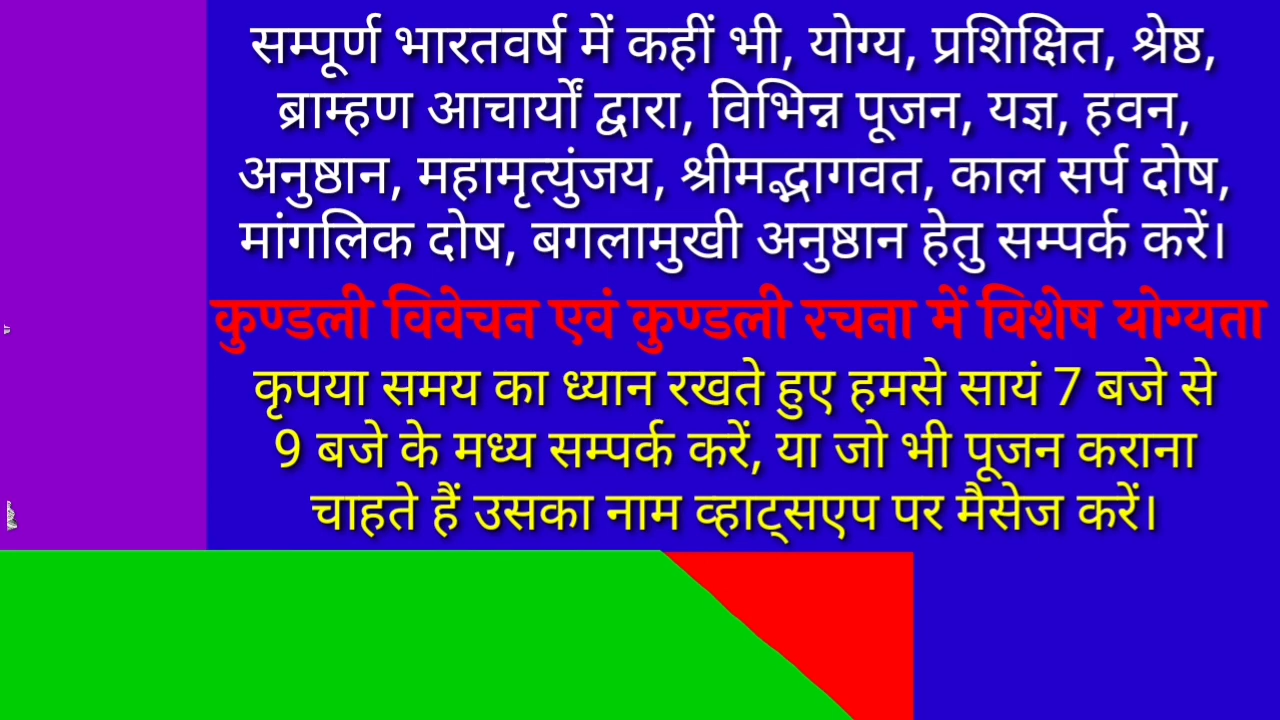 सम्पूर्ण भारतवर्ष में कहीं भी, योग्य, प्रशिक्षित, श्रेष्ठ,
ब्राम्हण आचार्यों द्वारा, विभिन्न पूजन, यज्ञ, हवन,
अनुष्ठान, महामृत्युंजय, श्रीमद्भागवत, काल सर्प दोष,
मांगलिक दोष, बगलामुखी अनुष्ठान हेतु सम्पर्क करें।
कुण्डली विवेचन एवं कुण्डली रचना में विशेष योग्यता
कृपया समय का ध्यान रखते हुए हमसे सायं 7 बजे से
9 बजे के मध्य सम्पर्क करें, या जो भी पूजन कराना
चाहते हैं उसका नाम व्हाट्सएप पर मैसेज करें।